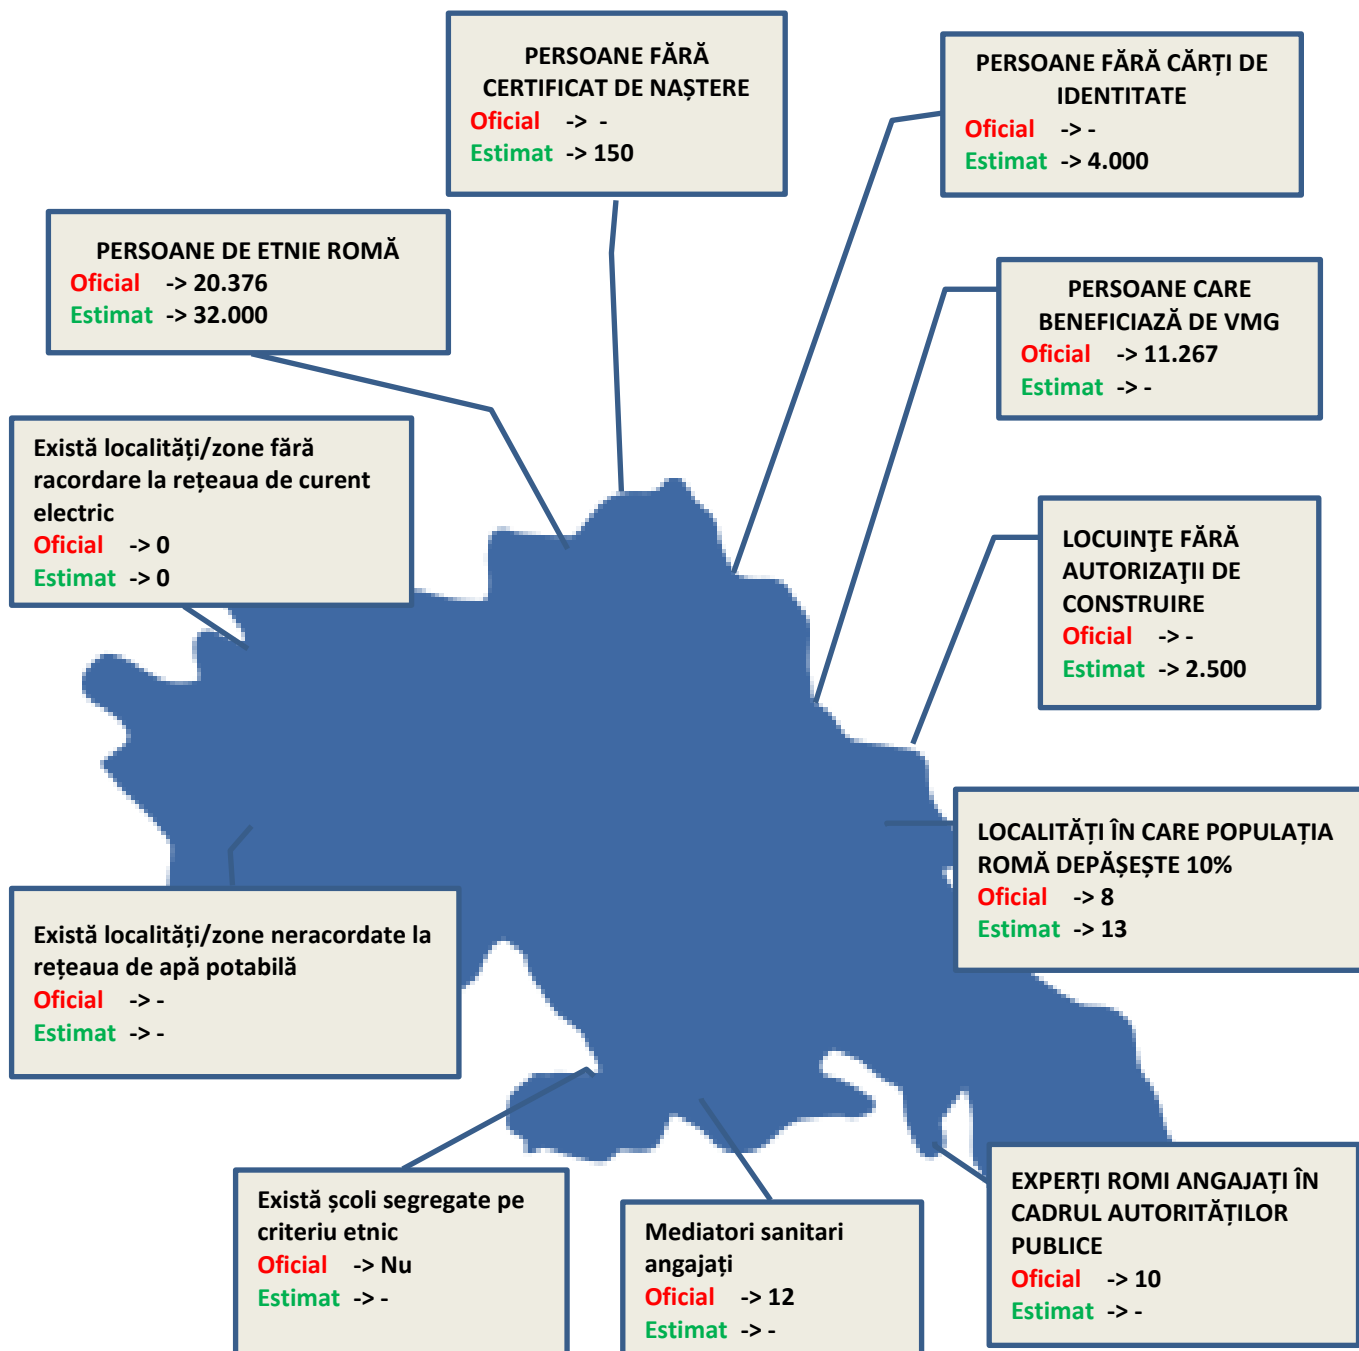 PERSOANE FĂRĂ
CERTIFICAT DE NAȘTERE
Oficial -> -
Estimat -> 150
PERSOANE FĂRĂ CĂRȚI DE
IDENTITATE
Oficial -> -
Estimat -> 4.000
PERSOANE DE ETNIE ROMĂ
Oficial -> 20.376
Estimat -> 32.000
PERSOANE CARE
BENEFICIAZĂ DE VMG
Oficial -> 11.267
Estimat -> -
Există localități/zone fără
racordare la rețeaua de curent
electric
Oficial -> 0
Estimat -> 0
LOCUINŢE FĂRĂ
AUTORIZAŢII DE
CONSTRUIRE
Oficial -> -
Estimat -> 2.500
LOCALITĂȚI ÎN CARE POPULAȚIA
ROMĂ DEPĂȘEȘTE 10%
Oficial -> 8
Estimat -> 13
Există localități/zone neracordate la
rețeaua de apă potabilă
Oficial -> -
Estimat -> -
Există școli segregate pe
criteriu etnic
Oficial -> Nu
Estimat -> -
Mediatori sanitari
angajați
Oficial -> 12
Estimat -> -
EXPERȚI ROMI ANGAJAȚI ÎN
CADRUL AUTORITĂȚILOR
PUBLICE
Oficial -> 10
Estimat -> -